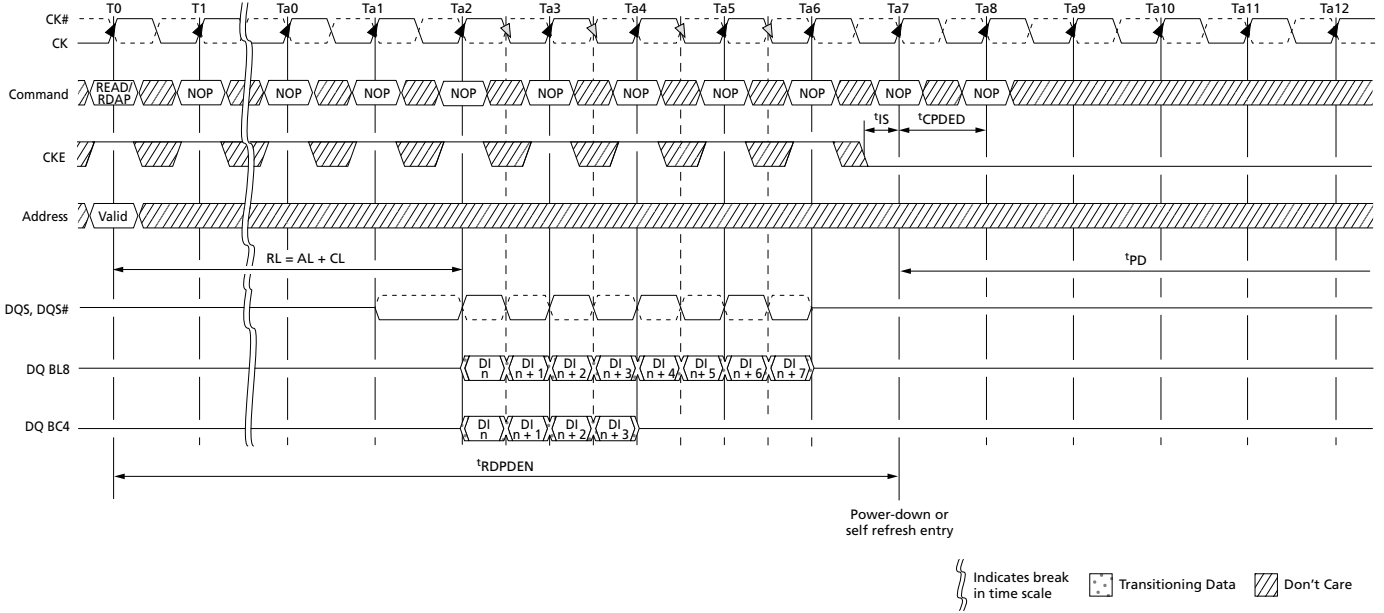 T0 T1 Ta0 Ta1 Ta2 Ta3 Ta4 Ta5 Ta6 Ta7 Ta8 Ta9 Ta10 Ta11 Ta12
CK#
CK
Command
READ/
RDAP
NOP NOP NOP NOP NOP NOP NOP NOP NOP NOP
tIS
tCPDED
CKE
Address
Valid
RL = AL + CL
tPD
DQS, DQS#
DQ BL8
DI
n
DI
n + 1
DI
n + 2
DI
n + 3
DI
n + 4
DI
n+ 5
DI
n + 6
DI
n + 7
DQ BC4
DI
n
DI
n + 1
DI
n + 2
DI
n + 3
tRDPDEN
Power-down or
self refresh entry
Indicates break
in time scale
Transitioning Data
Don't Care